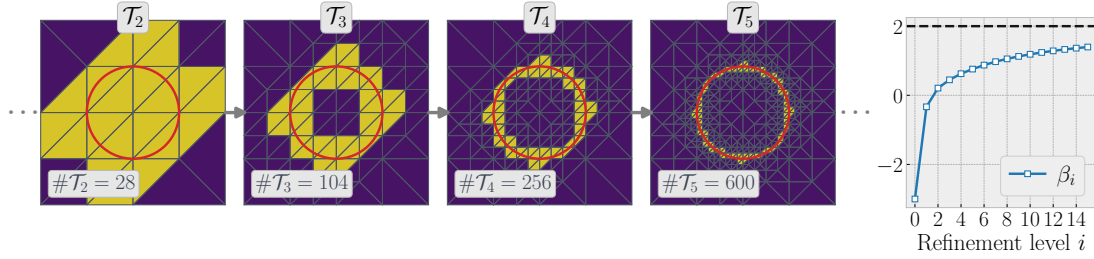 𝒯₂
𝒯₃
𝒯₄
𝒯₅
#𝒯₂ = 28
#𝒯₃ = 104
#𝒯₄ = 256
#𝒯₅ = 600
2
0
−2
βᵢ
0 2 4 6 8 10 12 14
Refinement level i